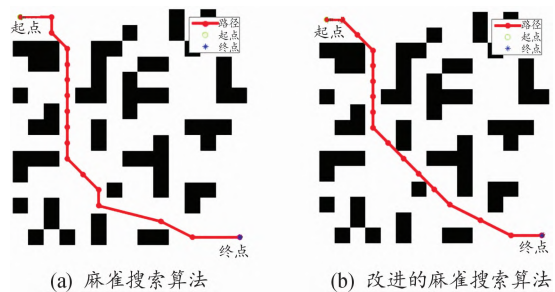 起点
路径
起点
终点
终点
(a) 麻雀搜索算法
起点
路径
起点
终点
终点
(b) 改进的麻雀搜索算法